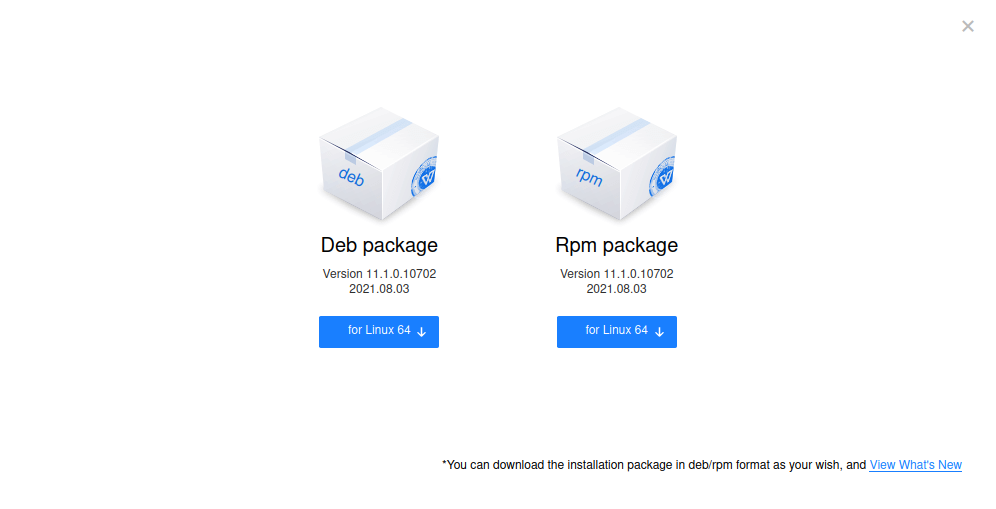 deb
rpm
Deb package
Rpm package
Version 11.1.0.10702
2021.08.03
Version 11.1.0.10702
2021.08.03
for Linux 64
for Linux 64
*You can download the installation package in deb/rpm format as your wish, and View What's New